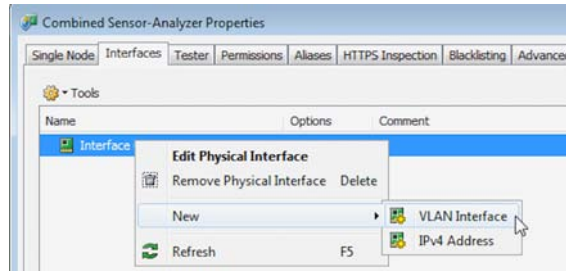 Combined Sensor-Analyzer Properties
Single Node Interfaces Tester Permissions Aliases HTTPS Inspection Blacklisting Advance
Tools
Name Options Comment
Interface
Edit Physical Interface
Remove Physical Interface Delete
New VLAN Interface
IPv4 Address
Refresh F5